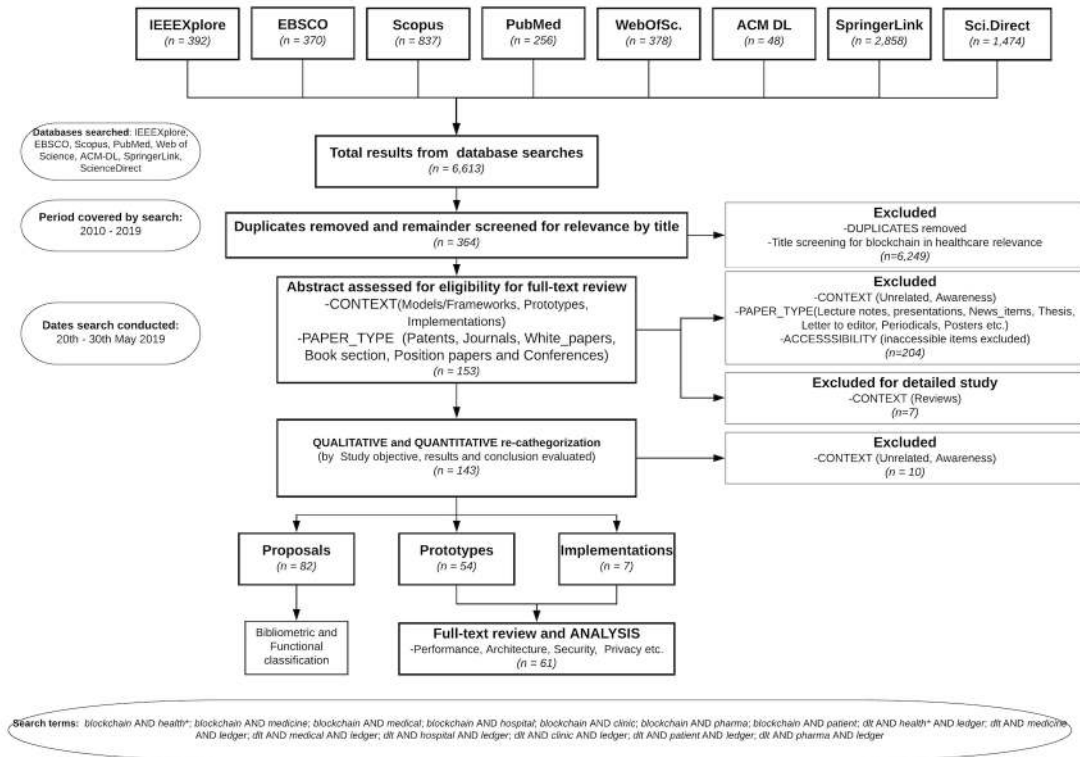 IEEEXplore
(n = 392)
EBSCO
(n = 370)
Scopus
(n = 837)
PubMed
(n = 256)
WebOfSc.
(n = 378)
ACM DL
(n = 48)
SpringerLink
(n = 2,858)
Sci.Direct
(n = 1,474)
Databases searched: IEEEXplore,
EBSCO, Scopus, PubMed, Web of
Science, ACM-DL, SpringerLink,
ScienceDirect
Total results from database searches
(n = 6,613)
Period covered by search:
2010 - 2019
Duplicates removed and remainder screened for relevance by title
(n = 364)
Excluded
-DUPLICATES removed
-Title screening for blockchain in healthcare relevance
(n=6,249)
Dates search conducted:
20th - 30th May 2019
Abstract assessed for eligibility for full-text review
-CONTEXT(Models/Frameworks, Prototypes,
Implementations)
-PAPER_TYPE (Patents, Journals, White_papers,
Book section, Position papers and Conferences)
(n = 153)
Excluded
-CONTEXT (Unrelated, Awareness)
-PAPER_TYPE(Lecture notes, presentations, News_items, Thesis,
Letter to editor, Periodicals, Posters etc.)
-ACCESSSIBILITY (inaccessible items excluded)
(n=204)
Excluded for detailed study
-CONTEXT (Reviews)
(n=7)
QUALITATIVE and QUANTITATIVE re-cathegorization
(by Study objective, results and conclusion evaluated)
(n = 143)
Excluded
-CONTEXT (Unrelated, Awareness)
(n = 10)
Proposals
(n = 82)
Prototypes
(n = 54)
Implementations
(n = 7)
Bibliometric and
Functional
classification
Full-text review and ANALYSIS
-Performance, Architecture, Security, Privacy etc.
(n = 61)
Search terms: blockchain AND health*; blockchain AND medicine; blockchain AND medical; blockchain AND hospital; blockchain AND clinic; blockchain AND pharma; blockchain AND patient; dlt AND health* AND ledger; dlt AND medicine
AND ledger; dlt AND medical AND ledger; dlt AND hospital AND ledger; dlt AND clinic AND ledger; dlt AND patient AND ledger; dlt AND pharma AND ledger